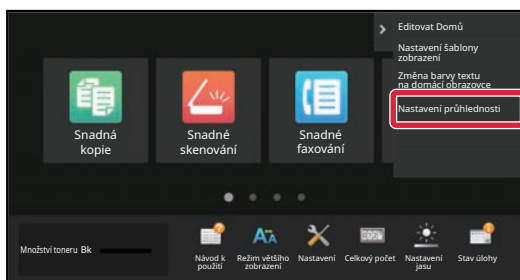 Editovat Domů
Nastavení šablony
zobrazení
Změna barvy textu
na domácí obrazovce
Nastavení průhlednosti
Snadná
kopie
Snadné
skenování
Snadné
faxování
Množství toneru Bk
Návod k
použití
Režim většího
zobrazení
Nastavení
Celkový počet
Nastavení
jasu
Stav úlohy